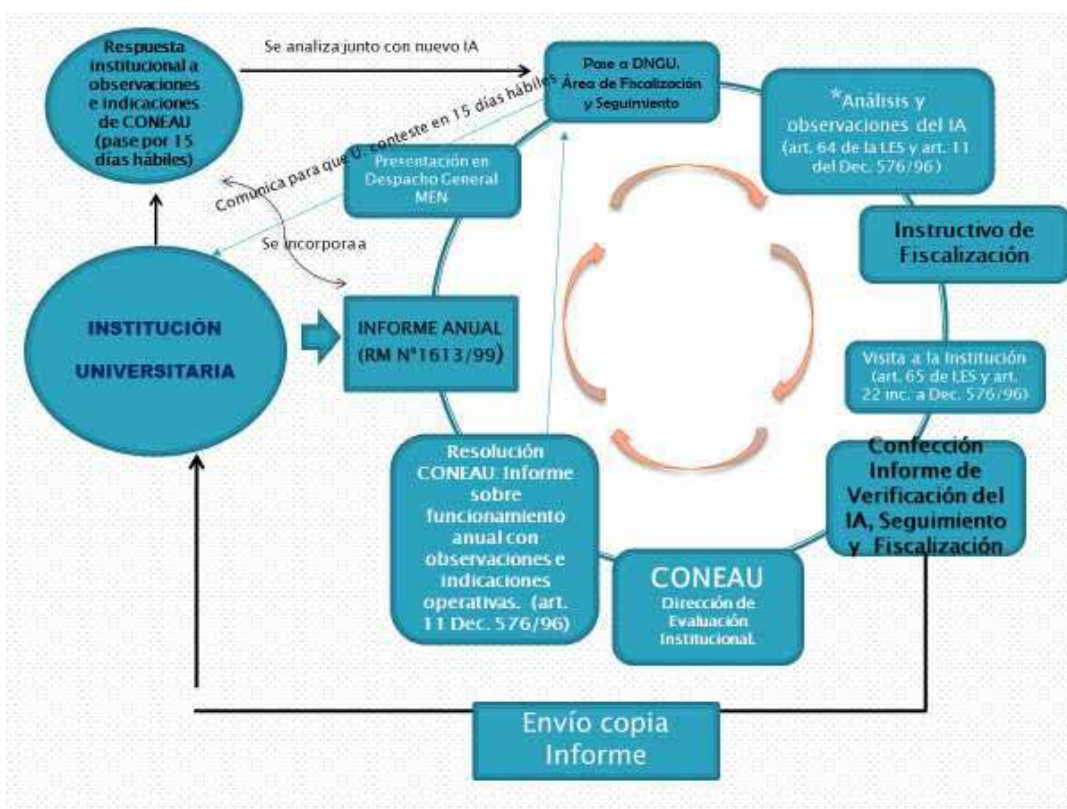 Respuesta
institucional a
observaciones
e indicaciones
de CONEAU
(pase por 15
días hábiles)
Se analiza junto con nuevo IA
Pase a DNGU.
Área de Fiscalización
y Seguimiento
*Análisis y
observaciones del IA
(art. 64 de la LES y art. 11
del Dec. 576/96)
Comunica para que U. conteste en 15 días hábiles
Presentación en
Despacho General
MEN
Se incorpora a
Instructivo de
Fiscalización
INSTITUCIÓN
UNIVERSITARIA
INFORME ANUAL
(RM N°1613/99)
Visita a la Institución
(art. 65 de LES y art.
22 inc. a Dec. 576/96)
Resolución
CONEAU. Informe
sobre
funcionamiento
anual con
observaciones e
indicaciones
operativas. (art.
11 Dec. 576/96)
Confección
Informe de
Verificación del
IA, Seguimiento
y Fiscalización
CONEAU
Dirección de
Evaluación
Institucional.
Envío copia
Informe